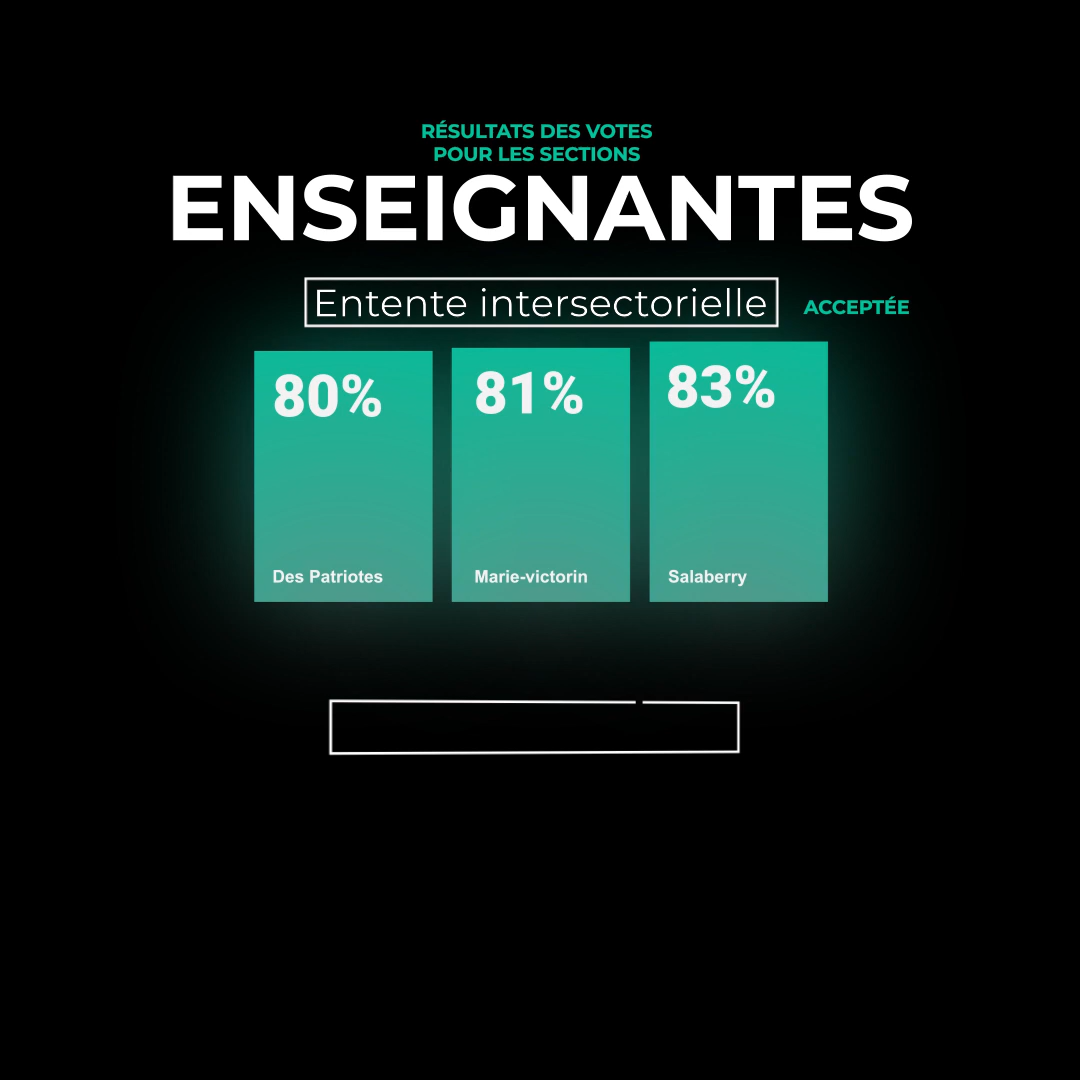 RÉSULTATS DES VOTES
POUR LES SECTIONS
ENSEIGNANTES
Entente intersectorielle
ACCEPTÉE
80%
81%
83%
Des Patriotes
Marie-victorin
Salaberry